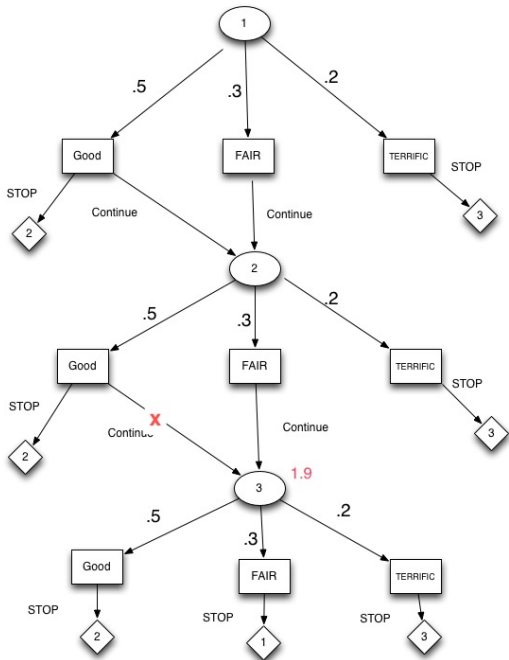 1
.5
.3
.2
Good
FAIR
TERRIFIC
STOP
STOP
Continue
Continue
2
3
2
.5
.3
.2
Good
FAIR
TERRIFIC
STOP
STOP
X
Continue
Continue
2
3
3
1.9
.5
.3
.2
Good
FAIR
TERRIFIC
STOP
STOP
STOP
2
1
3